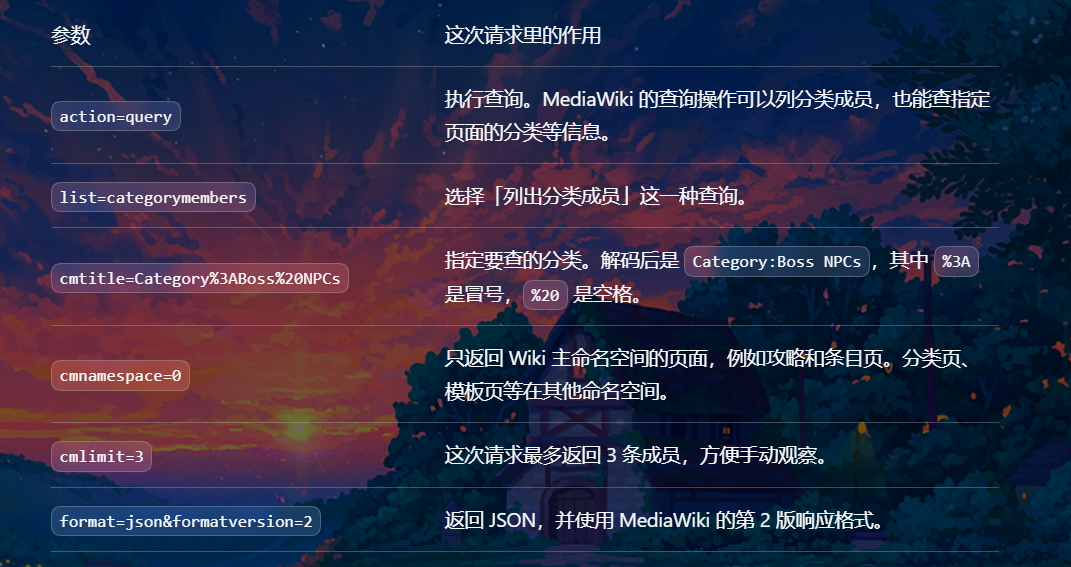 参数 这次请求里的作用
action=query 执行查询。MediaWiki 的查询操作可以列分类成员，也能查指定
页面的分类等信息。
list=categorymembers 选择「列出分类成员」这一种查询。
cmtitle=Category%3ABoss%20NPCs 指定要查的分类。解码后是 Category:Boss NPCs，其中 %3A
是冒号，%20 是空格。
cmnamespace=0 只返回 Wiki 主命名空间的页面，例如攻略和条目页。分类页、
模板页等在其他命名空间。
cmlimit=3 这次请求最多返回 3 条成员，方便手动观察。
format=json&formatversion=2 返回 JSON，并使用 MediaWiki 的第 2 版响应格式。